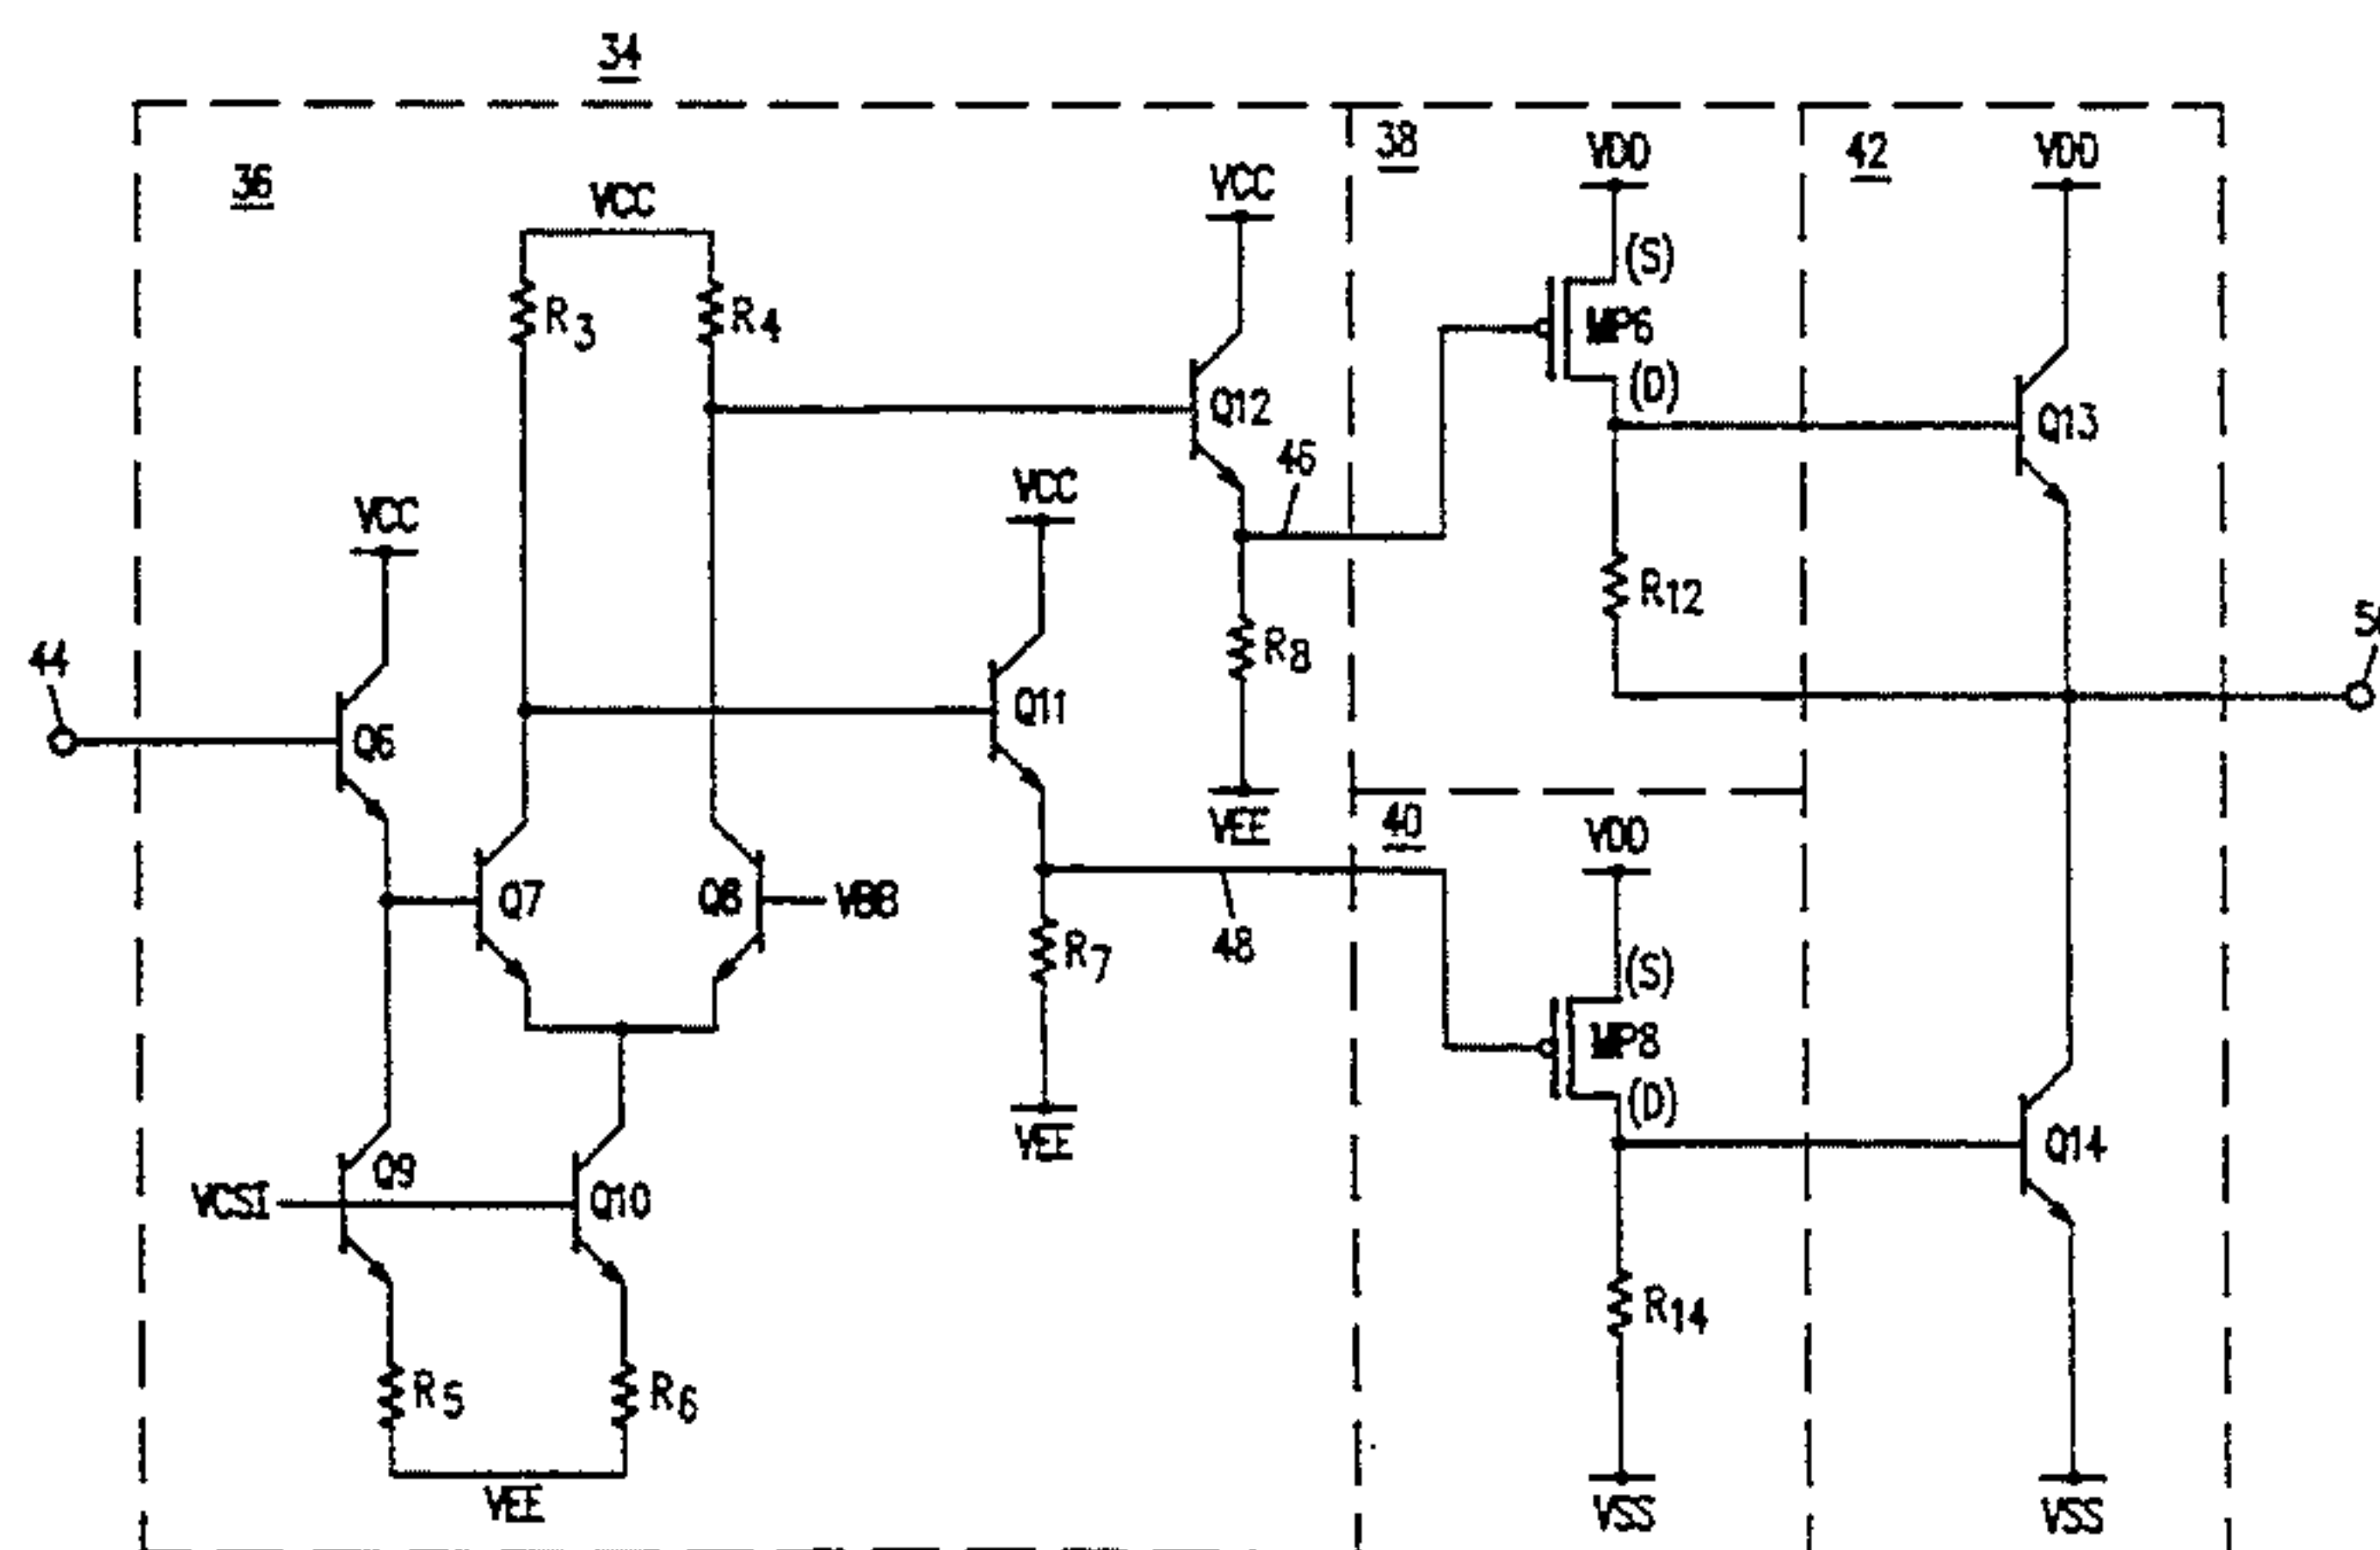 34
36
38
42
VCC
VCC
VDD
VDD
(S)
R3
R4
MP6
(D)
Q12
Q13
46
VCC
VCC
R12
44
R8
Q6
Q11
VEE
40
VDD
Q7
Q8
VBB
R7
48
(S)
MP8
(D)
VEE
Q14
Q9
VCSI
Q10
R14
R5
R6
VEE
VSS
VSS